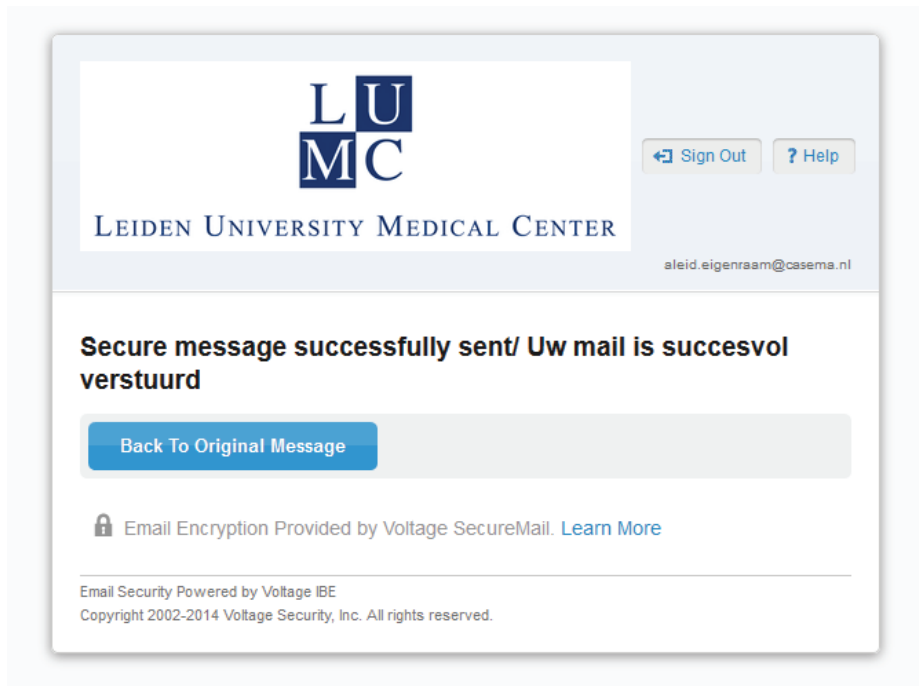 L U
M C
LEIDEN UNIVERSITY MEDICAL CENTER
Sign Out ? Help
aleid.eigenraam@casema.nl
Secure message successfully sent/ Uw mail is succesvol
verstuurd
Back To Original Message
Email Encryption Provided by Voltage SecureMail. Learn More
Email Security Powered by Voltage IBE
Copyright 2002-2014 Voltage Security, Inc. All rights reserved.